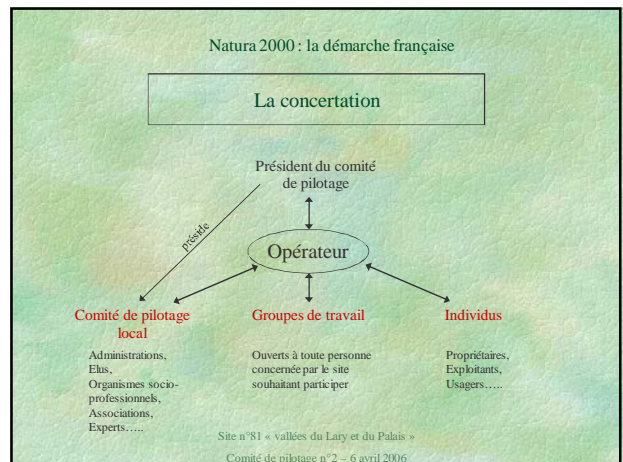 Natura 2000 : la démarche française
La concertation
Président du comité
de pilotage
préside
Opérateur
Comité de pilotage
local
Groupes de travail
Individus
Administrations,
Elus,
Organismes socio-
professionnels,
Associations,
Experts…..
Ouverts à toute personne
concernée par le site
souhaitant participer
Propriétaires,
Exploitants,
Usagers…..
Site n°81 « vallées du Lary et du Palais »
Comité de pilotage n°2 – 6 avril 2006